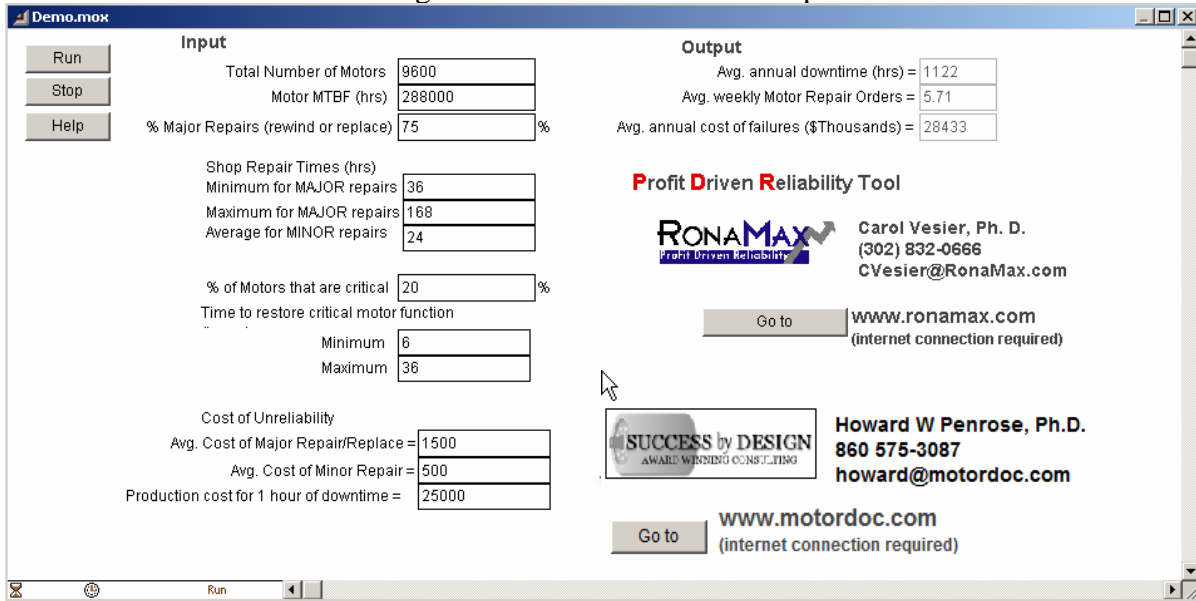 Demo.mox
Run
Stop
Help
Input
Total Number of Motors 9600
Motor MTBF (hrs) 288000
% Major Repairs (rewind or replace) 75 %
Shop Repair Times (hrs)
Minimum for MAJOR repairs 36
Maximum for MAJOR repairs 168
Average for MINOR repairs 24
% of Motors that are critical 20 %
Time to restore critical motor function
Minimum 6
Maximum 36
Cost of Unreliability
Avg. Cost of Major Repair/Replace = 1500
Avg. Cost of Minor Repair = 500
Production cost for 1 hour of downtime = 25000
Output
Avg. annual downtime (hrs) = 1122
Avg. weekly Motor Repair Orders = 5.71
Avg. annual cost of failures ($Thousands) = 28433
Profit Driven Reliability Tool
RONAMAX
Profit Driven Reliability
Carol Vesier, Ph. D.
(302) 832-0666
CVesier@RonaMax.com
Go to
www.ronamax.com
(internet connection required)
SUCCESS by DESIGN
AWARD WINNING CONSULTING
Howard W Penrose, Ph.D.
860 575-3087
howard@motordoc.com
Go to
www.motordoc.com
(internet connection required)
Run